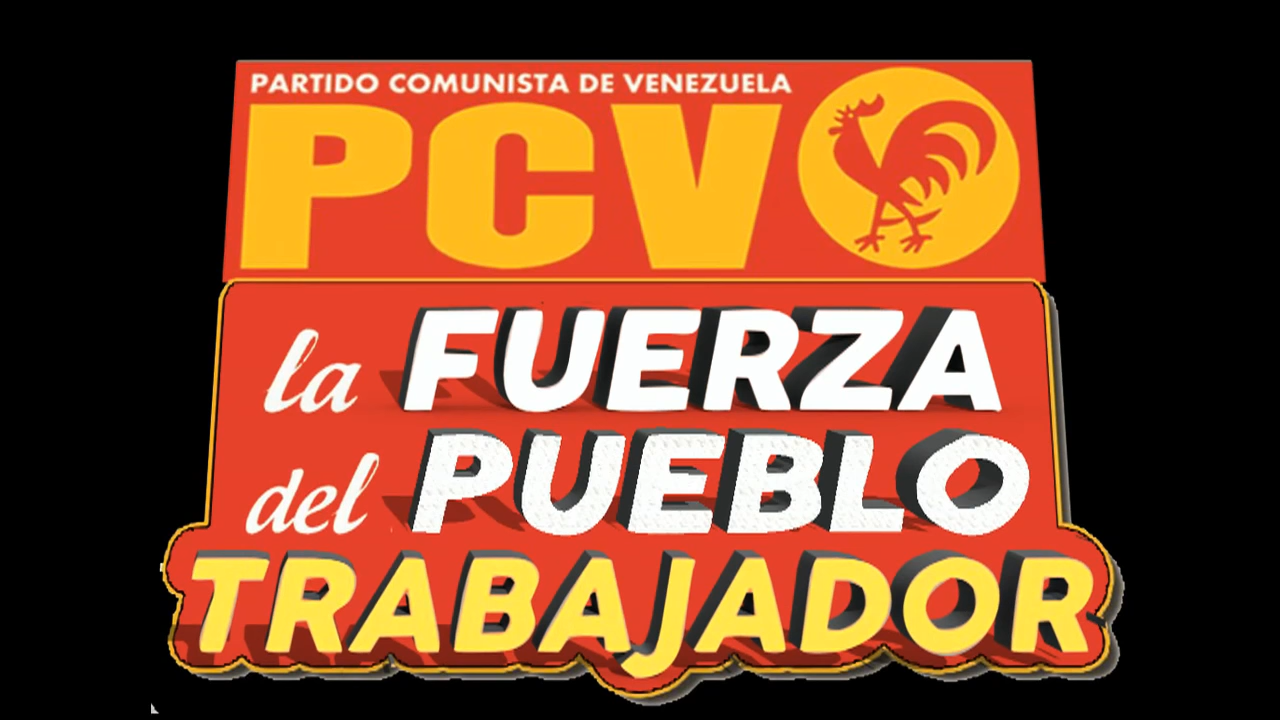 PARTIDO COMUNISTA DE VENEZUELA
PCV
la FUERZA
del PUEBLO
TRABAJADOR